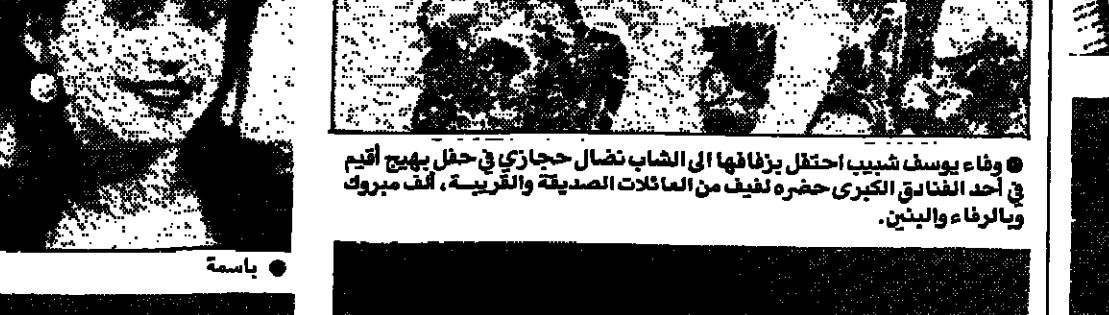 ● وفاء يوسف شبيب احتفل بزفافها الى الشاب نضال حجازي في حفل بهيج أقيم
في أحد الفنادق الكبرى حضره لفيف من العائلات الصديقة والقريبة، ألف مبروك
وبالرفاء والبنين.
● باسمة